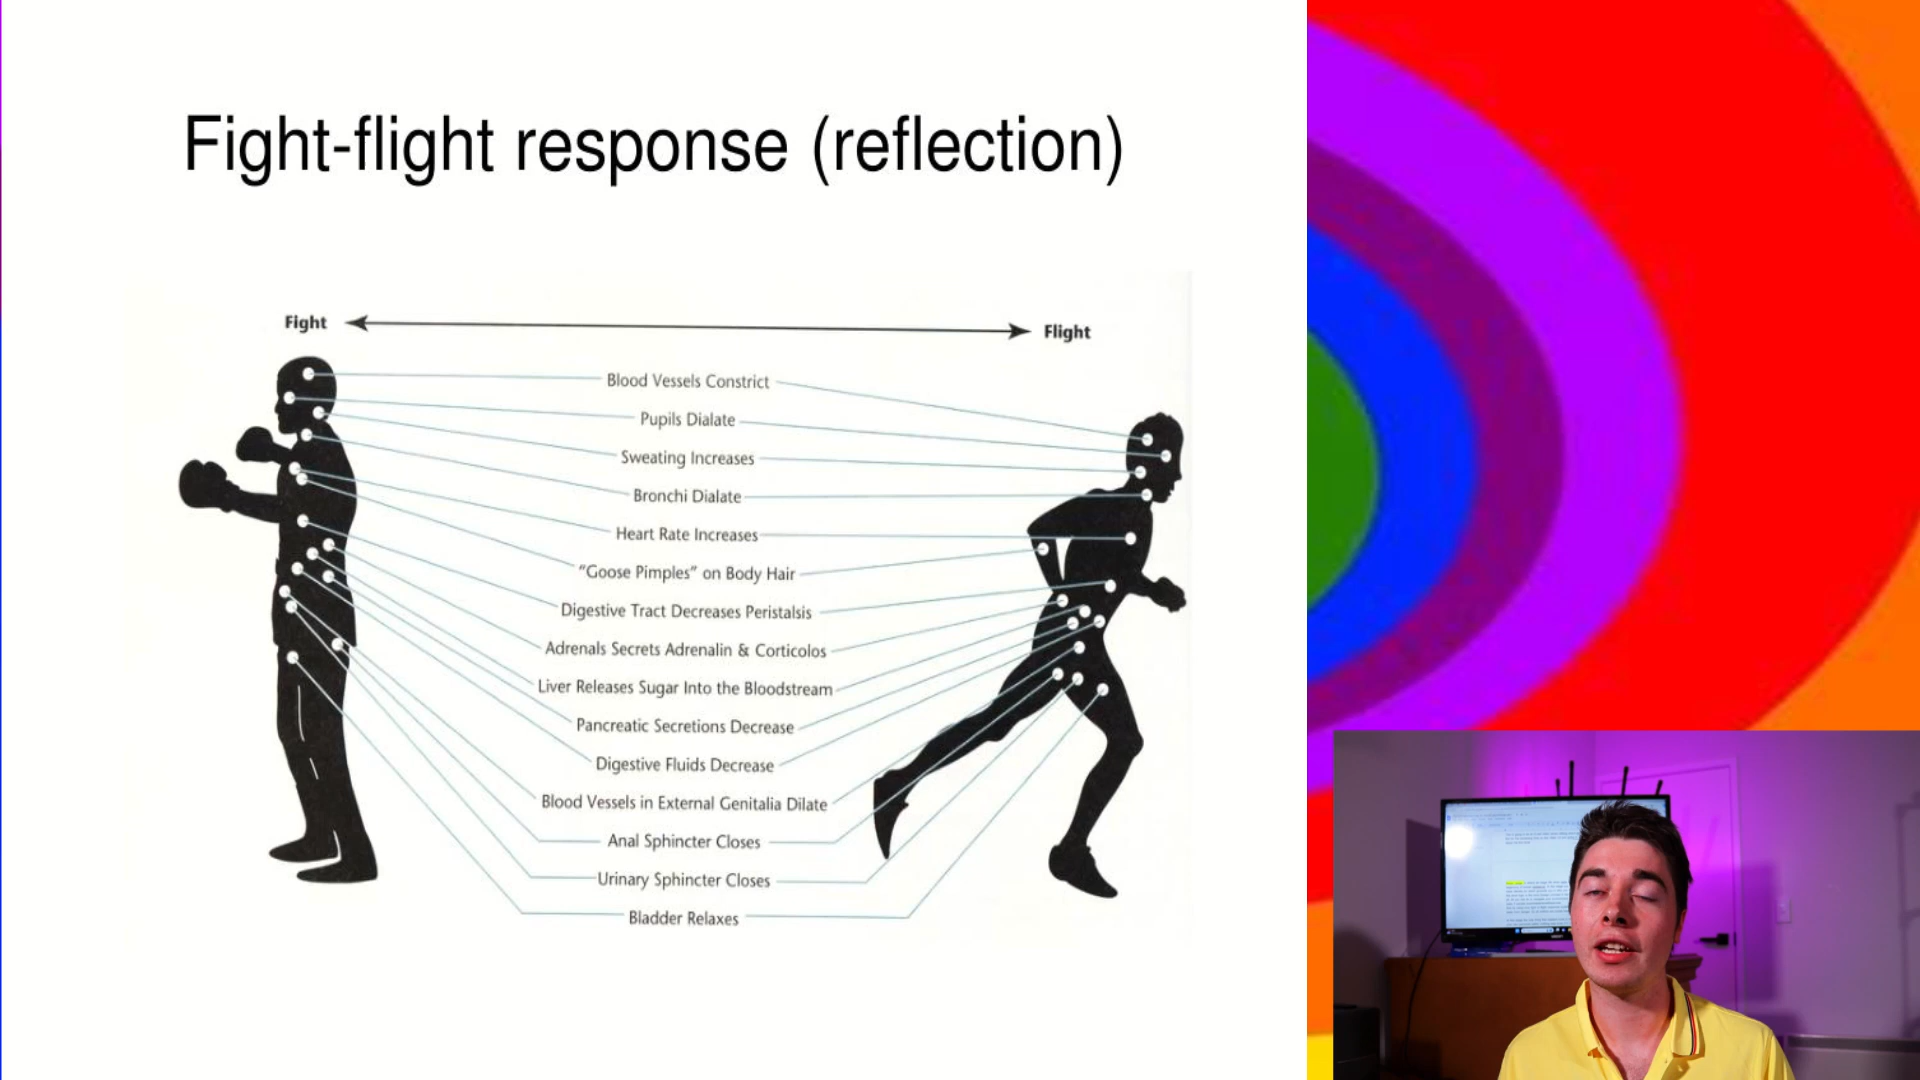 Fight-flight response (reflection)
Fight
Flight
Blood Vessels Constrict
Pupils Dialate
Sweating Increases
Bronchi Dialate
Heart Rate Increases
“Goose Pimples” on Body Hair
Digestive Tract Decreases Peristalsis
Adrenals Secrets Adrenalin & Corticolos
Liver Releases Sugar Into the Bloodstream
Pancreatic Secretions Decrease
Digestive Fluids Decrease
Blood Vessels in External Genitalia Dilate
Anal Sphincter Closes
Urinary Sphincter Closes
Bladder Relaxes